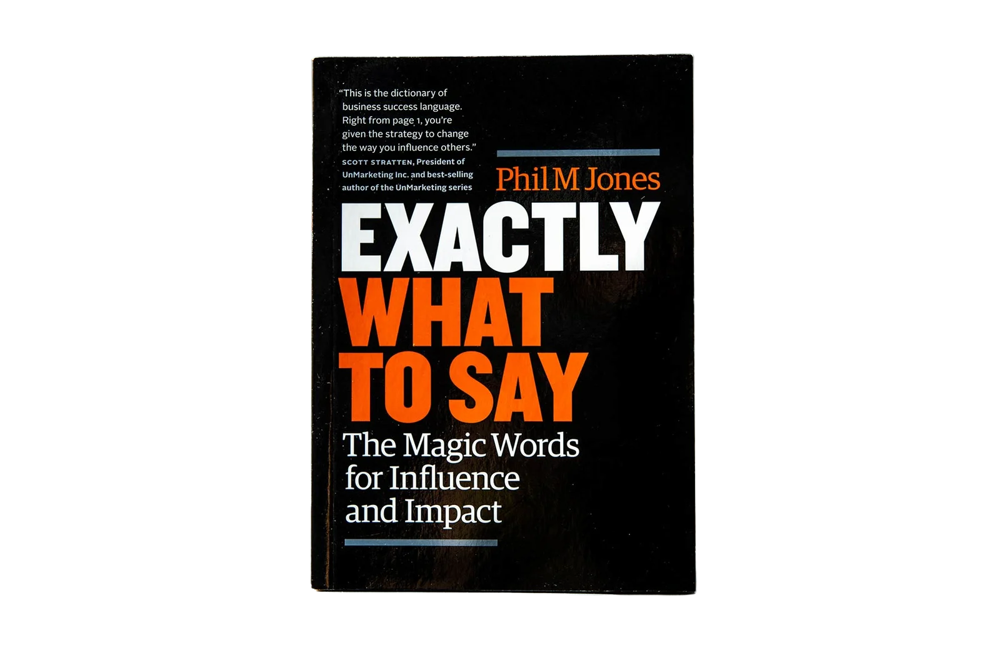 “This is the dictionary of
business success language.
Right from page 1, you’re
given the strategy to change
the way you influence others.”
SCOTT STRATTEN, President of
UnMarketing Inc. and best-selling
author of the UnMarketing series
Phil M Jones
EXACTLY
WHAT
TO SAY
The Magic Words
for Influence
and Impact